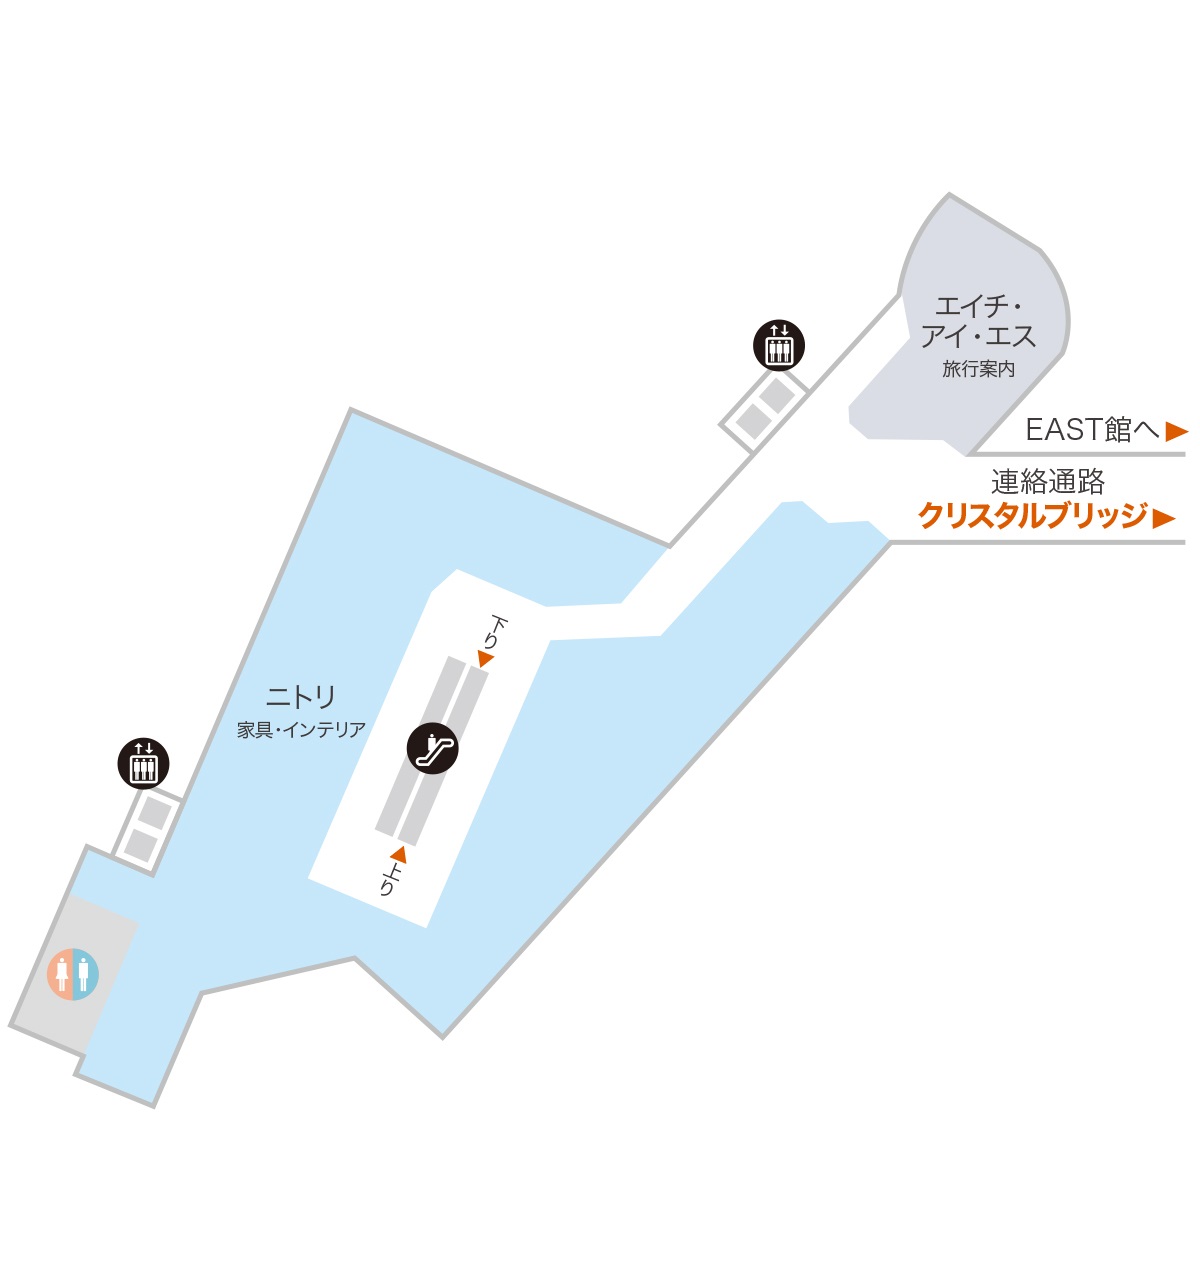 エイチ・
アイ・エス
旅行案内
EAST館へ
連絡通路
クリスタルブリッジ
下り
ニトリ
家具・インテリア
上り